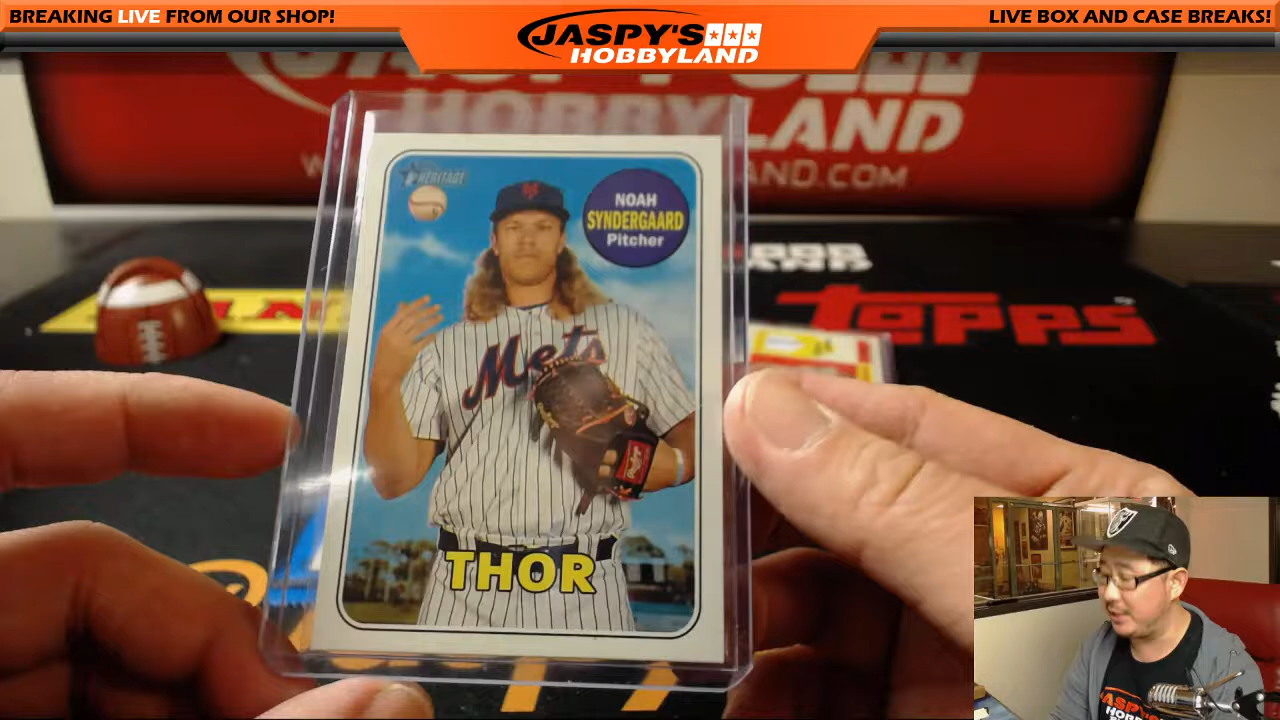 BREAKING LIVE FROM OUR SHOP!
JASPY'S
HOBBYLAND
LIVE BOX AND CASE BREAKS!
HOBBYLAND
HERITAGE
NOAH
SYNDERGAARD
Pitcher
Mets
THOR
TOPPS